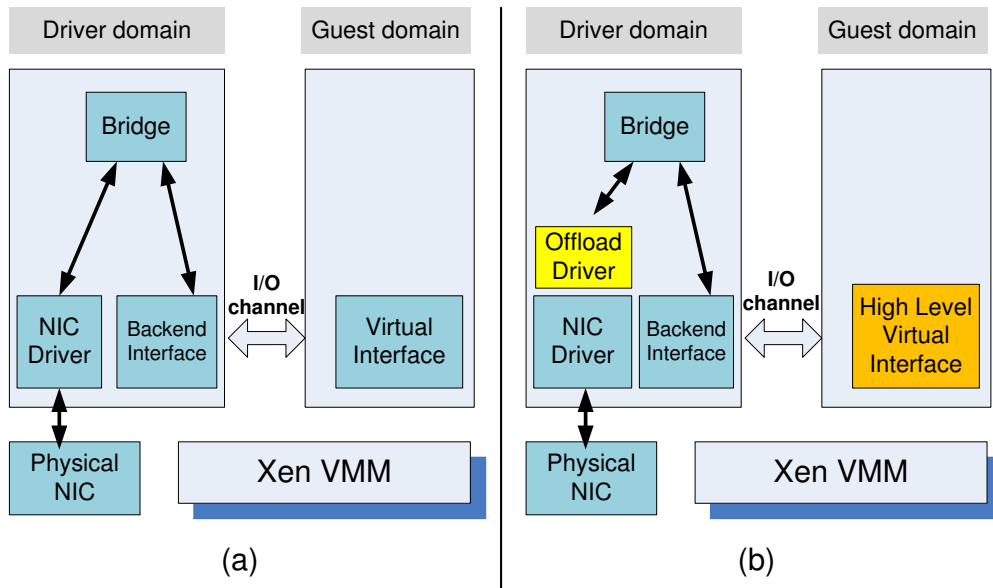 Driver domain
Guest domain
Bridge
I/O
channel
NIC
Driver
Backend
Interface
Virtual
Interface
Physical
NIC
Xen VMM
(a)
Driver domain
Guest domain
Bridge
Offload
Driver
I/O
channel
NIC
Driver
Backend
Interface
High Level
Virtual
Interface
Physical
NIC
Xen VMM
(b)